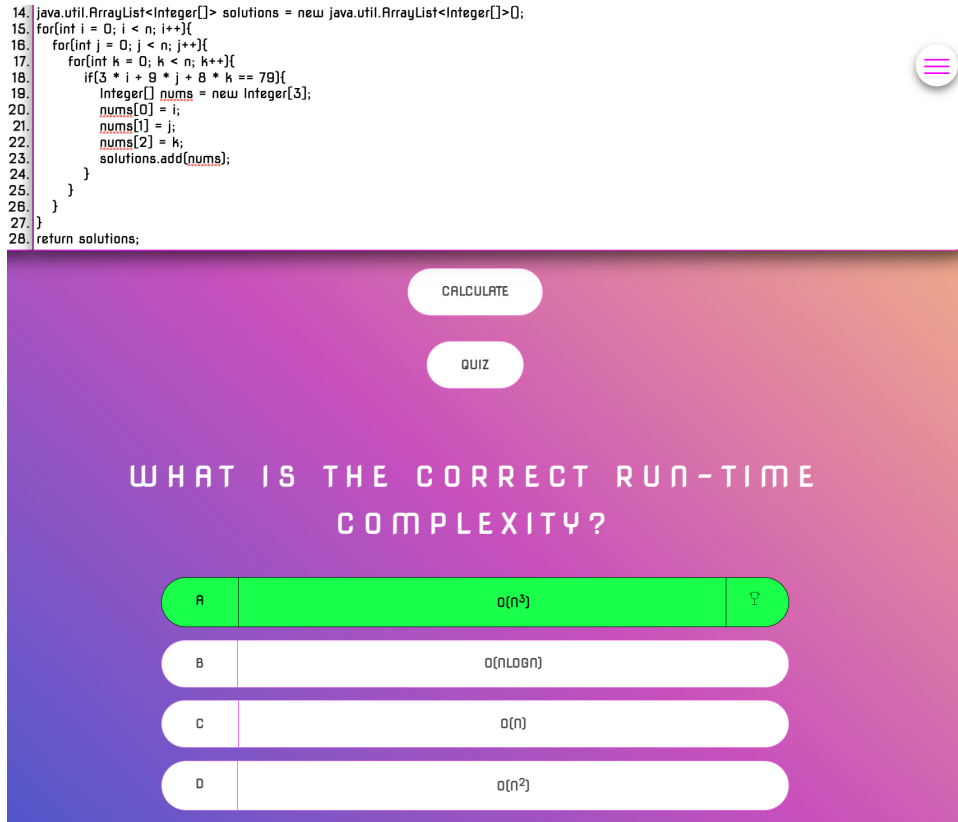 14. java.util.ArrayList<Integer[]> solutions = new java.util.ArrayList<Integer[]>();
15. for(int i = 0; i < n; i++){
16. for(int j = 0; j < n; j++){
17. for(int k = 0; k < n; k++){
18. if(3 * i + 9 * j + 8 * k == 79){
19. Integer[] nums = new Integer[3];
20. nums[0] = i;
21. nums[1] = j;
22. nums[2] = k;
23. solutions.add(nums);
24. }
25. }
26. }
27. }
28. return solutions;
CALCULATE
QUIZ
WHAT IS THE CORRECT RUN-TIME
COMPLEXITY?
A O(N³)
B O(NLOGN)
C O(N)
D O(N²)